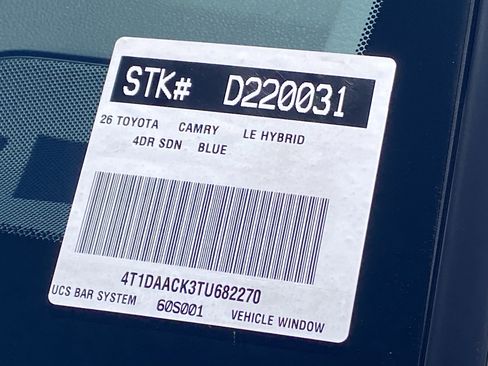 STK# D220031
26 TOYOTA CAMRY LE HYBRID
4DR SDN BLUE
4T1DAACK3TU682270
UCS BAR SYSTEM 60S001 VEHICLE WINDOW